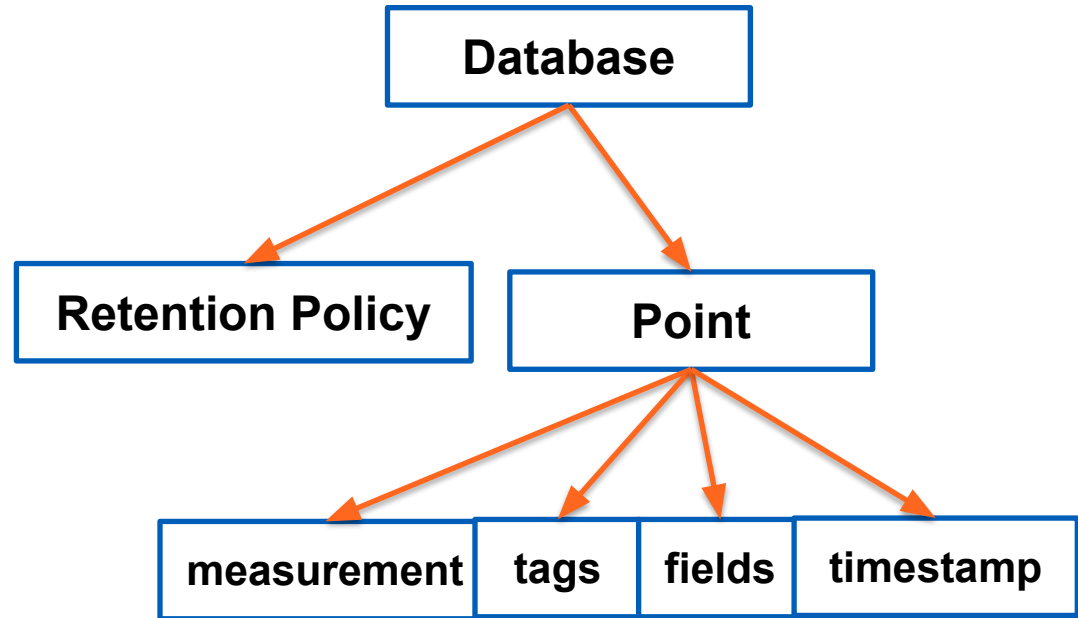 Database
Retention Policy
Point
measurement
tags
fields
timestamp